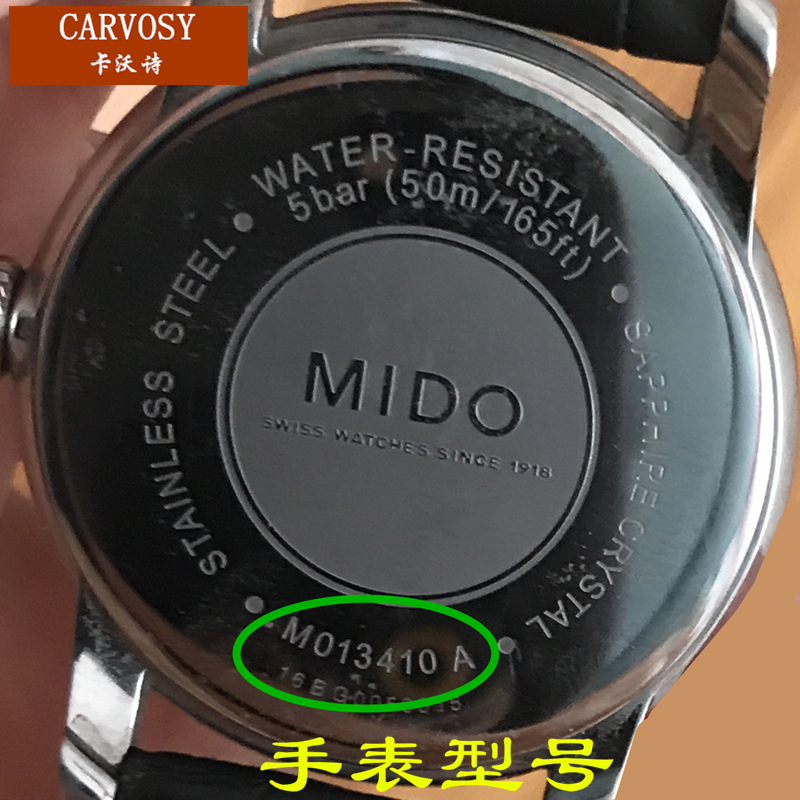 CARVOSY
卡沃诗
WATER-RESISTANT
5bar (50m/165ft)
STAINLESS STEEL
SAPPHIRE CRYSTAL
MIDO
SWISS WATCHES SINCE 1918
M013410 A
手表型号